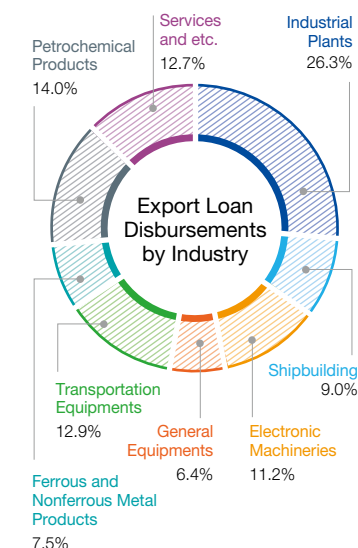 Services
and etc.
12.7%
Industrial
Plants
26.3%
Petrochemical
Products
14.0%
Export Loan
Disbursements
by Industry
Shipbuilding
9.0%
Transportation
Equipments
12.9%
General
Equipments
6.4%
Electronic
Machineries
11.2%
Ferrous and
Nonferrous Metal
Products
7.5%